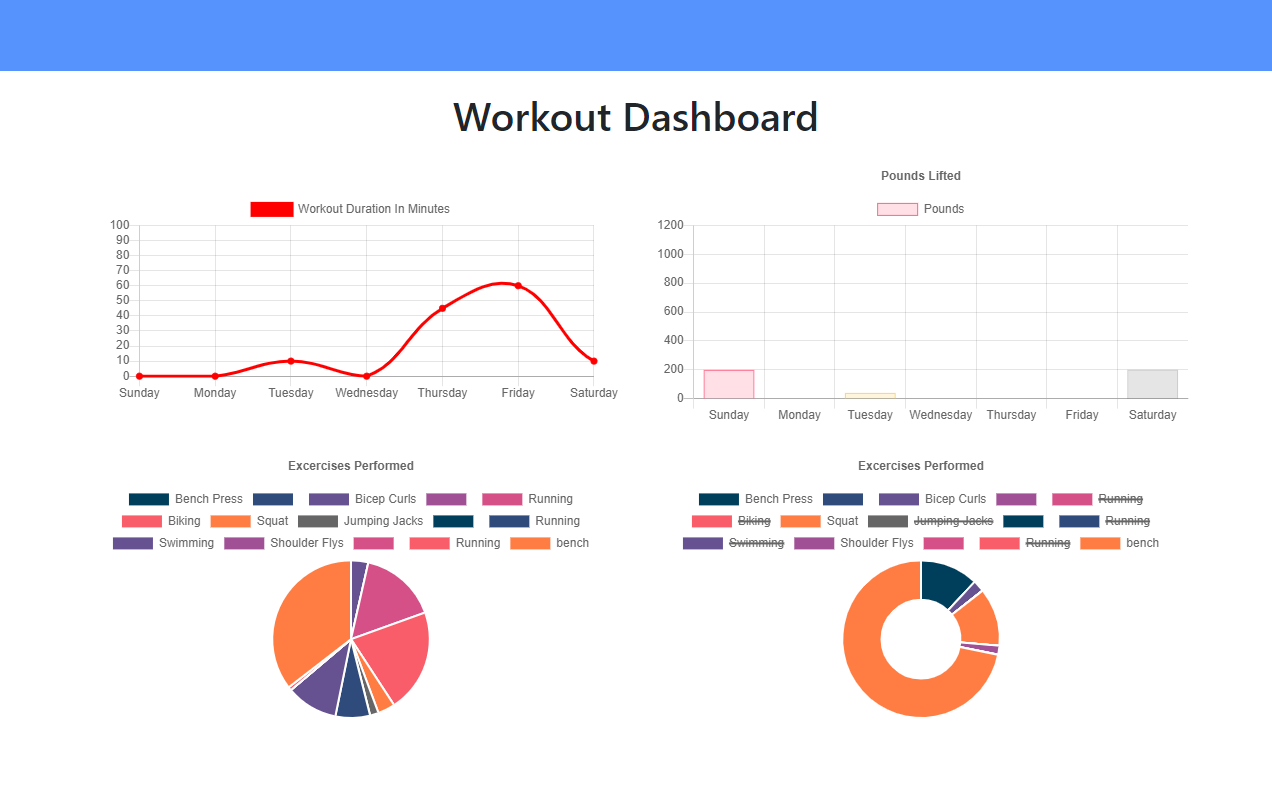 Workout Dashboard
Workout Duration In Minutes
100
90
80
70
60
50
40
30
20
10
0
Sunday Monday Tuesday Wednesday Thursday Friday Saturday
Pounds Lifted
Pounds
1200
1000
800
600
400
200
0
Sunday Monday Tuesday Wednesday Thursday Friday Saturday
Excercises Performed
Bench Press Bicep Curls Running
Biking Squat Jumping Jacks Running
Swimming Shoulder Flys Running bench
Excercises Performed
Bench Press Bicep Curls Running
Biking Squat Jumping Jacks Running
Swimming Shoulder Flys Running bench